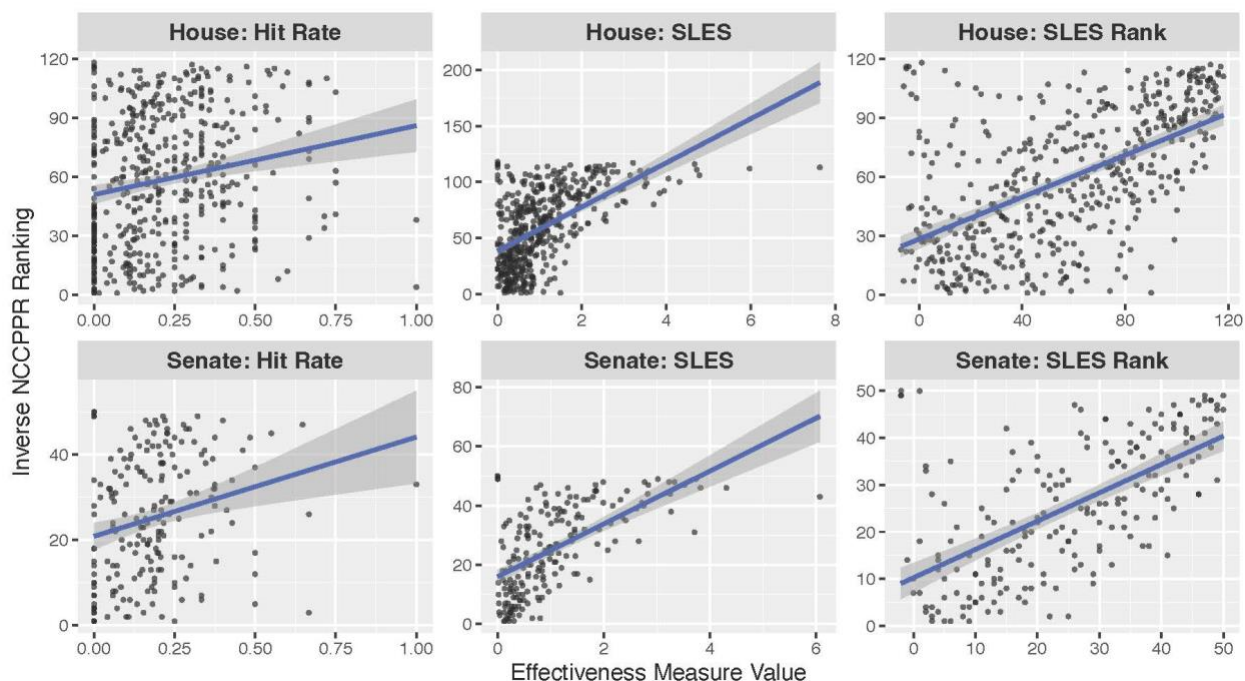 House: Hit Rate
House: SLES
House: SLES Rank
120
90
60
30
0
0.00 0.25 0.50 0.75 1.00
200
150
100
50
0
0 2 4 6 8
120
90
60
30
0
0 40 80 120
Inverse NCCPPR Ranking
Senate: Hit Rate
Senate: SLES
Senate: SLES Rank
40
20
0
0.00 0.25 0.50 0.75 1.00
80
60
40
20
0
0 2 4 6
50
40
30
20
10
0
0 10 20 30 40 50
Effectiveness Measure Value